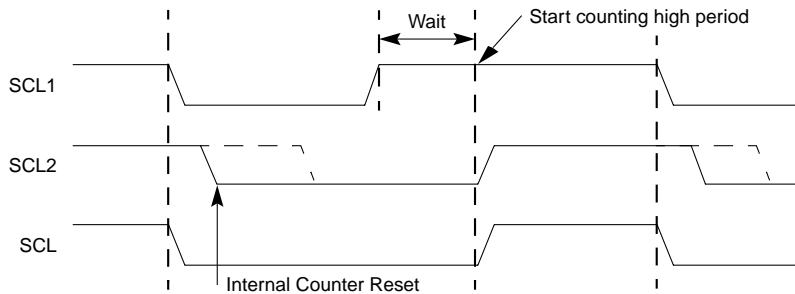 Wait
Start counting high period
SCL1
SCL2
SCL
Internal Counter Reset